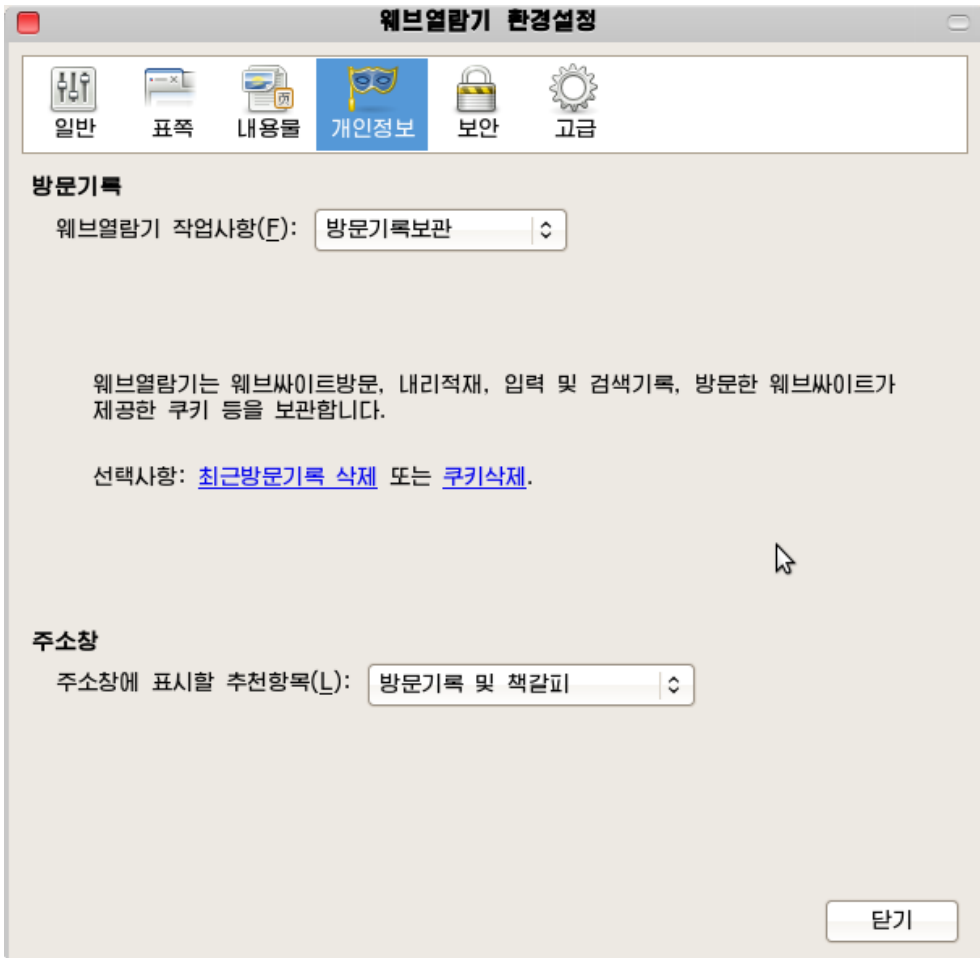 웨브열람기 환경설정
일반 표쪽 내용물 개인정보 보안 고급
방문기록
웨브열람기 작업사항(F): 방문기록보관
웨브열람기는 웨브싸이트방문, 내리적재, 입력 및 검색기록, 방문한 웨브싸이트가
제공한 쿠키 등을 보관합니다.
선택사항: 최근방문기록 삭제 또는 쿠키삭제.
주소창
주소창에 표시할 추천항목(L): 방문기록 및 책갈피
닫기